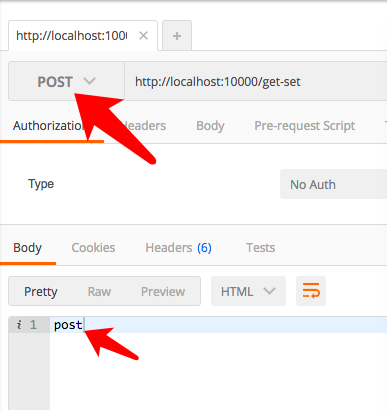 http://localhost:1000
+
POST
http://localhost:10000/get-set
Authorization
Headers
Body
Pre-request Script
Type
No Auth
Body
Cookies
Headers (6)
Tests
Pretty
Raw
Preview
HTML
i 1
post